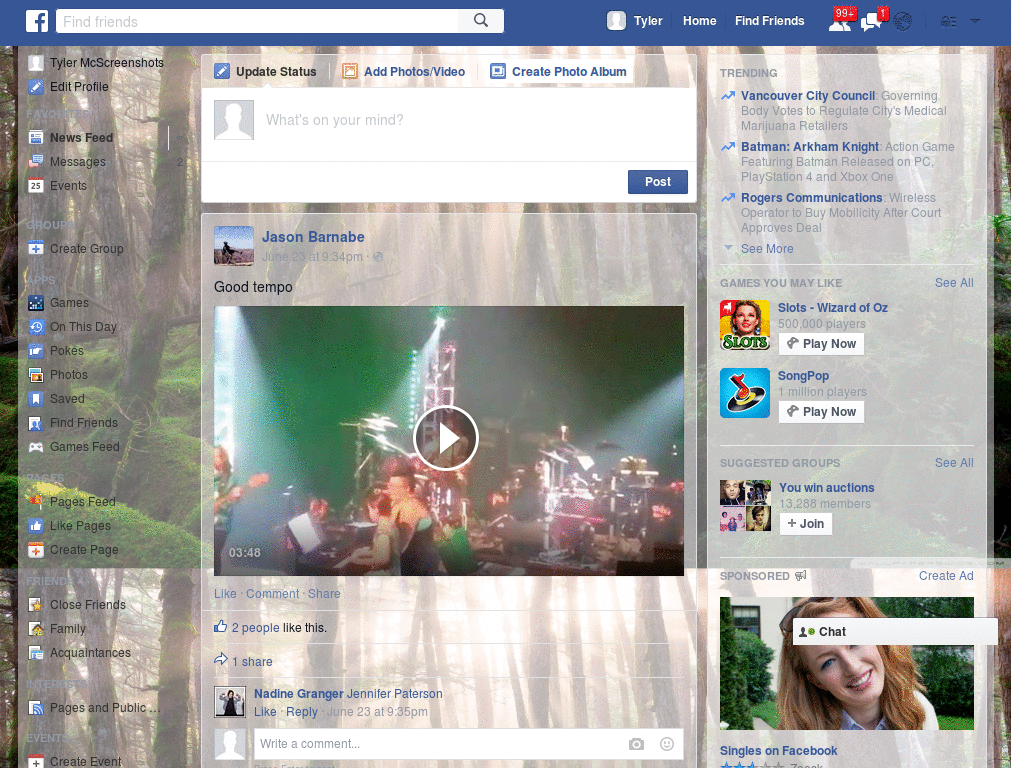 Find friends
Tyler
Home
Find Friends
99+
1
Tyler McScreenshots
Edit Profile
FAVORITES
News Feed
Messages
2
25
Events
GROUPS
Create Group
APPS
Games
On This Day
Pokes
Photos
Saved
Find Friends
Games Feed
PAGES
Pages Feed
Like Pages
Create Page
FRIENDS
Close Friends
Family
Acquaintances
INTERESTS
Pages and Public ...
EVENTS
Create Event
Update Status
Add Photos/Video
Create Photo Album
What's on your mind?
Post
Jason Barnabe
June 23 at 9:34pm ·
Good tempo
03:48
Like · Comment · Share
2 people like this.
1 share
Nadine Granger Jennifer Paterson
Like · Reply · June 23 at 9:35pm
Write a comment...
TRENDING
Vancouver City Council: Governing
Body Votes to Regulate City's Medical
Marijuana Retailers
Batman: Arkham Knight: Action Game
Featuring Batman Released on PC,
PlayStation 4 and Xbox One
Rogers Communications: Wireless
Operator to Buy Mobilicity After Court
Approves Deal
See More
GAMES YOU MAY LIKE
See All
SLOTS
Slots - Wizard of Oz
500,000 players
Play Now
SongPop
1 million players
Play Now
SUGGESTED GROUPS
See All
You win auctions
13,288 members
+ Join
SPONSORED
Create Ad
Chat
Singles on Facebook